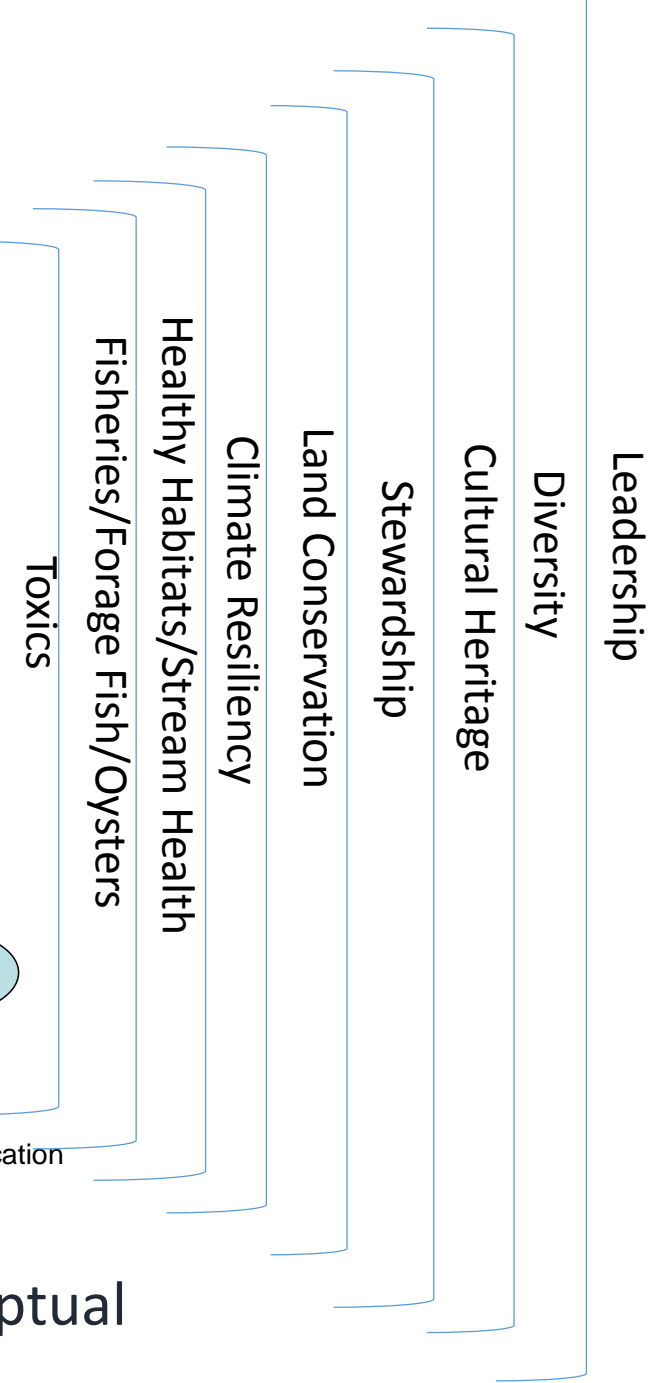 Leadership
Diversity
Cultural Heritage
Stewardship
Land Conservation
Climate Resiliency
Healthy Habitats/Stream Health
Fisheries/Forage Fish/Oysters
Toxics
cation
ptual